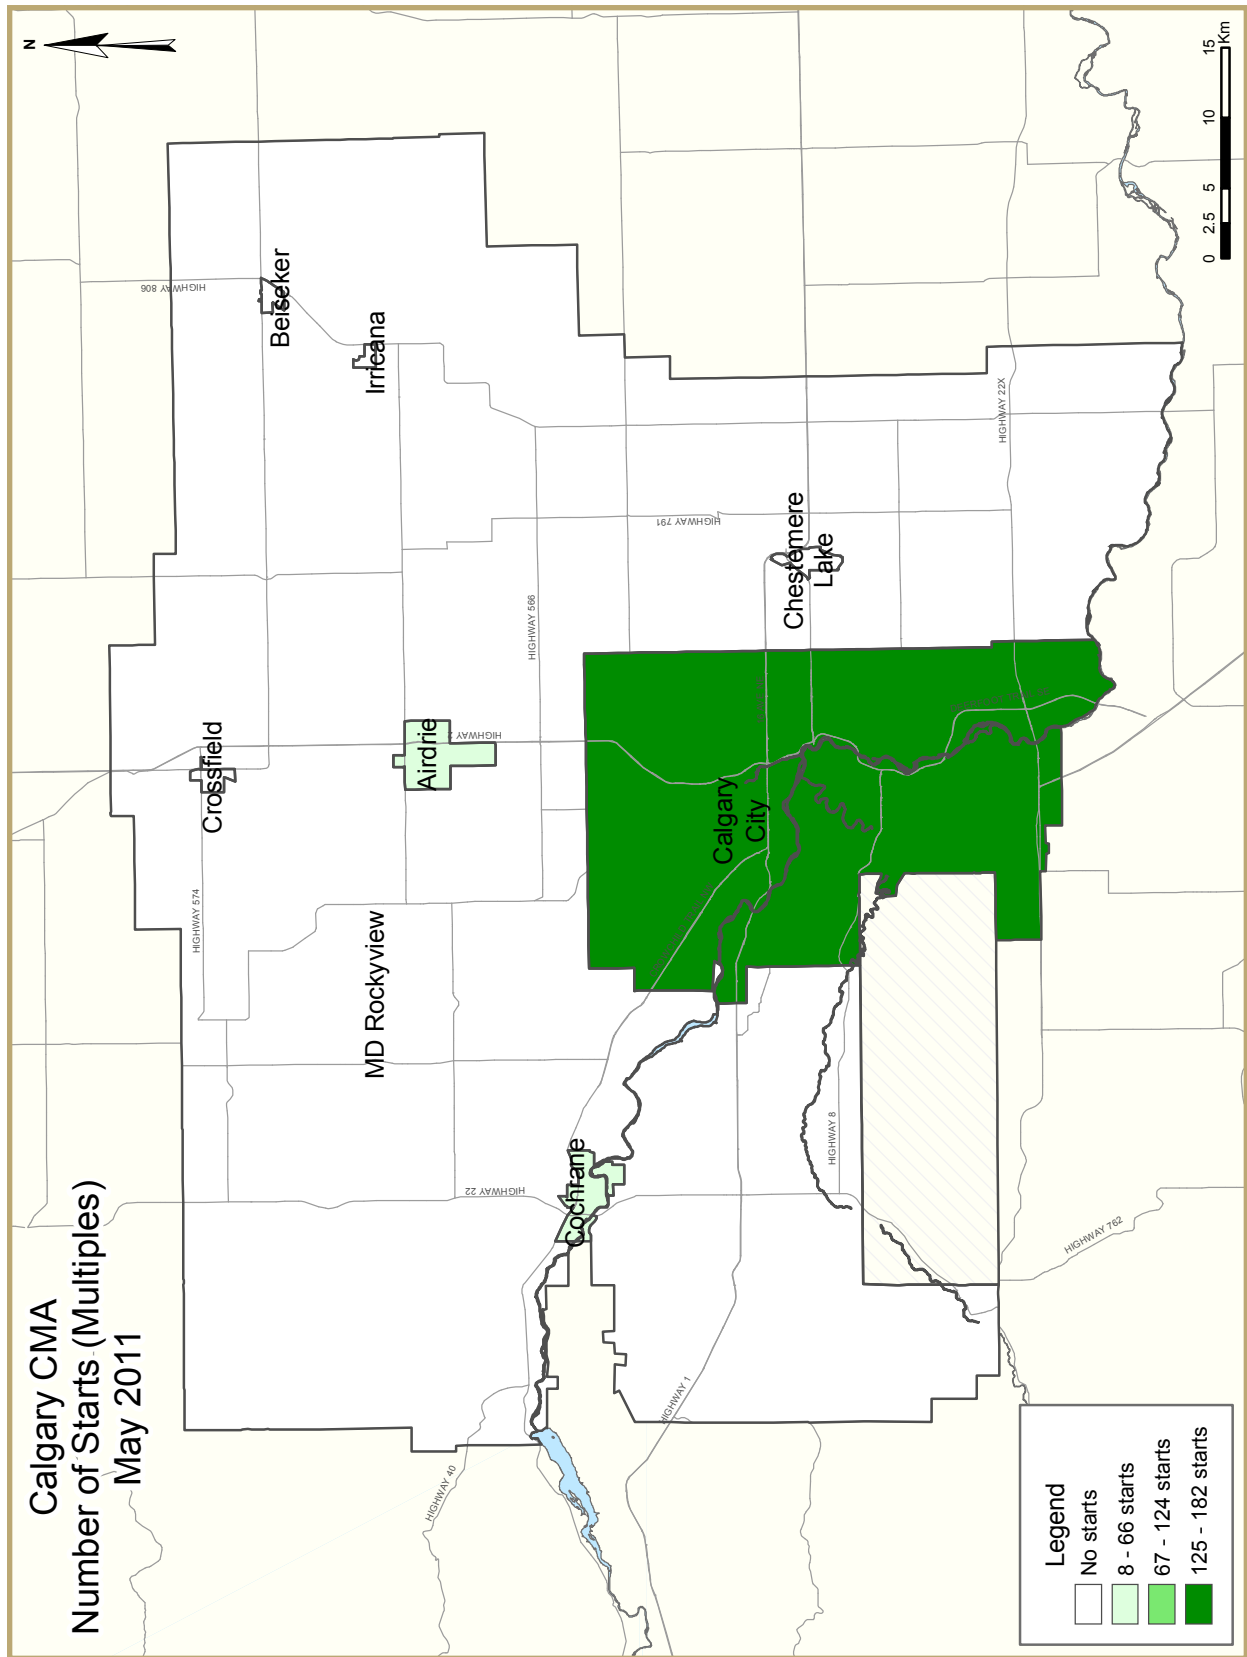 Calgary CMA
Number of Starts (Multiples)
May 2011
N
HIGHWAY 806
Beiseker
Irricana
Crossfield
HIGHWAY 574
Airdrie
HIGHWAY 2
HIGHWAY 566
HIGHWAY 791
MD Rockyview
HIGHWAY 22
Cochrane
HIGHWAY 40
HIGHWAY 1
Calgary
City
Chestemere
Lake
HIGHWAY 22X
HIGHWAY 8
HIGHWAY 762
Legend
No starts
8 - 66 starts
67 - 124 starts
125 - 182 starts
0 2.5 5 10 15
Km